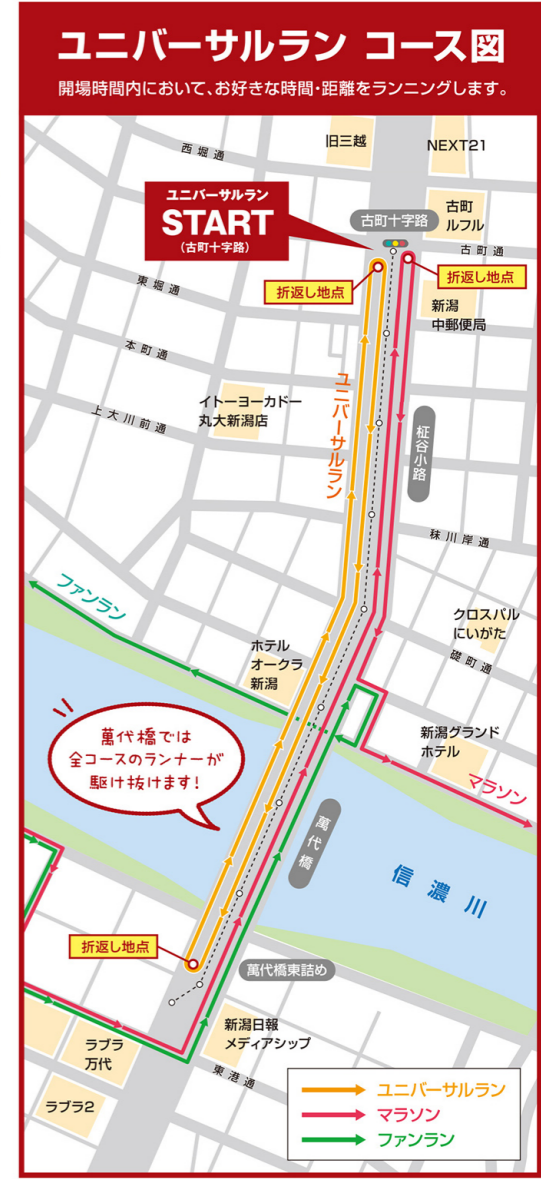 ユニバーサルラン コース図
開場時間内において、お好きな時間・距離をランニングします。
旧三越
NEXT21
西堀通
ユニバーサルラン
START
(古町十字路)
古町十字路
古町
ルフル
古町通
折返し地点
折返し地点
東堀通
新潟
中郵便局
本町通
イトーヨーカドー
丸大新潟店
上大川前通
ユニバーサルラン
柾谷小路
秣川岸通
ファンラン
クロスパル
にいがた
ホテル
オークラ
新潟
礎町通
萬代橋では
全コースのランナーが
駆け抜けます!
新潟グランド
ホテル
マラソン
萬代橋
信濃川
折返し地点
萬代橋東詰め
新潟日報
メディアシップ
ラブラ
万代
東港通
ラブラ2
ユニバーサルラン
マラソン
ファンラン